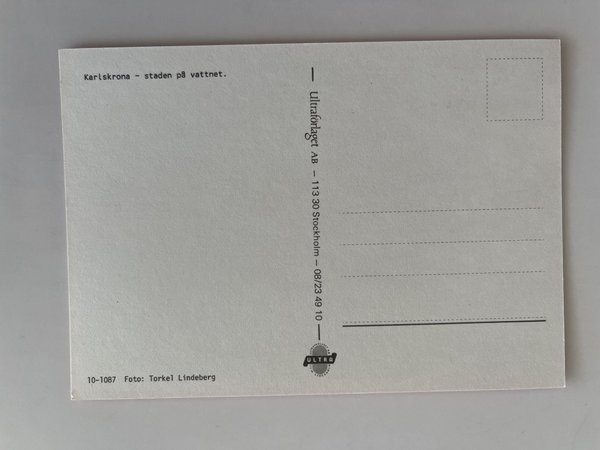 Karlskrona - staden på vattnet.
Ultraförlaget AB – 113 30 Stockholm – 08/23 49 10
ULTRA
10-1087 Foto: Torkel Lindeberg